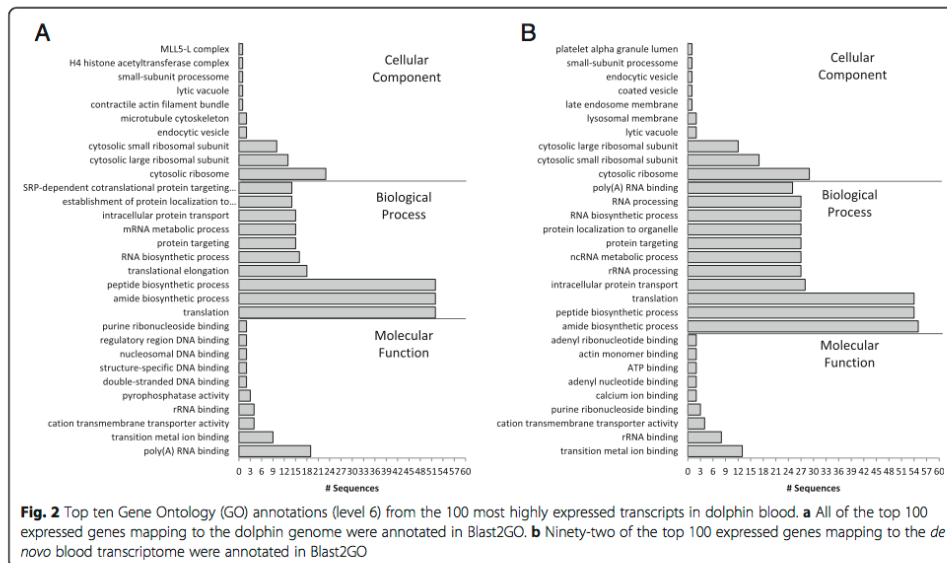 A
MLL5-L complex
H4 histone acetyltransferase complex
small-subunit processome
lytic vacuole
contractile actin filament bundle
microtubule cytoskeleton
endocytic vesicle
cytosolic small ribosomal subunit
cytosolic large ribosomal subunit
cytosolic ribosome
SRP-dependent cotranslational protein targeting...
establishment of protein localization to...
intracellular protein transport
mRNA metabolic process
protein targeting
RNA biosynthetic process
translational elongation
peptide biosynthetic process
amide biosynthetic process
translation
purine ribonucleoside binding
regulatory region DNA binding
nucleosomal DNA binding
structure-specific DNA binding
double-stranded DNA binding
pyrophosphatase activity
rRNA binding
cation transmembrane transporter activity
transition metal ion binding
poly(A) RNA binding
Cellular
Component
Biological
Process
Molecular
Function
0 3 6 9 12 15 18 21 24 27 30 33 36 39 42 45 48 51 54 57 60
# Sequences
B
platelet alpha granule lumen
small-subunit processome
endocytic vesicle
coated vesicle
late endosome membrane
lysosomal membrane
lytic vacuole
cytosolic large ribosomal subunit
cytosolic small ribosomal subunit
cytosolic ribosome
poly(A) RNA binding
RNA processing
RNA biosynthetic process
protein localization to organelle
protein targeting
ncRNA metabolic process
rRNA processing
intracellular protein transport
translation
peptide biosynthetic process
amide biosynthetic process
adenyl ribonucleotide binding
actin monomer binding
ATP binding
adenyl nucleotide binding
calcium ion binding
purine ribonucleoside binding
cation transmembrane transporter activity
rRNA binding
transition metal ion binding
Cellular
Component
Biological
Process
Molecular
Function
0 3 6 9 12 15 18 21 24 27 30 33 36 39 42 45 48 51 54 57 60
# Sequences
Fig. 2 Top ten Gene Ontology (GO) annotations (level 6) from the 100 most highly expressed transcripts in dolphin blood. a All of the top 100
expressed genes mapping to the dolphin genome were annotated in Blast2GO. b Ninety-two of the top 100 expressed genes mapping to the de
novo blood transcriptome were annotated in Blast2GO